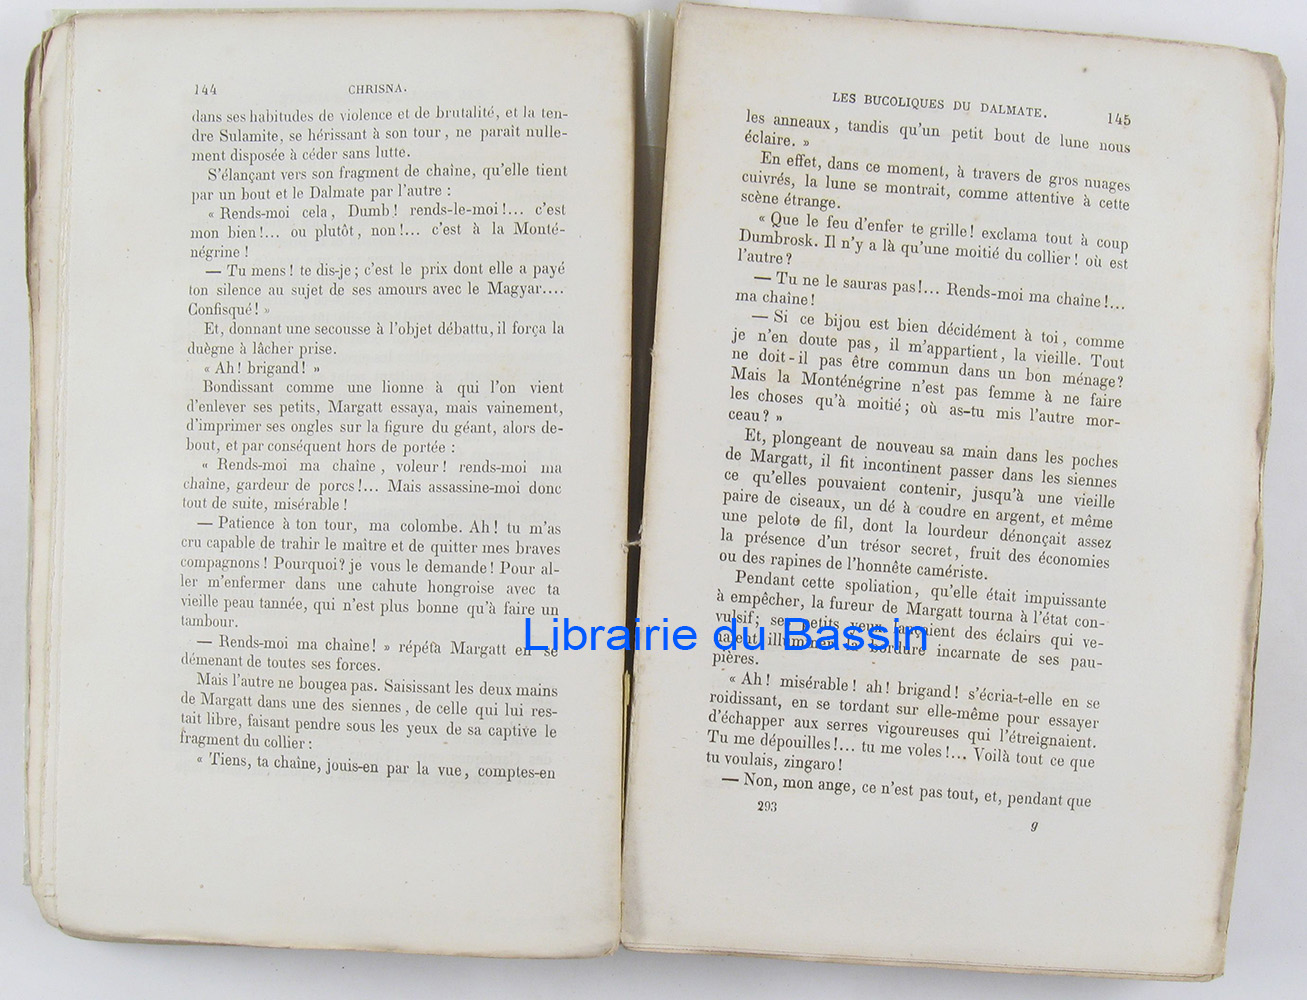 144 CHRISNA.
dans ses habitudes de violence et de brutalité, et la ten-
dre Sulamite, se hérissant à son tour, ne paraît nulle-
ment disposée à céder sans lutte.
S'élançant vers son fragment de chaîne, qu'elle tient
par un bout et le Dalmate par l'autre :
« Rends-moi cela, Dumb! rends-le-moi!... c'est
mon bien!... ou plutôt, non!... c'est à la Monté-
négrine !
— Tu mens! te dis-je; c'est le prix dont elle a payé
ton silence au sujet de ses amours avec le Magyar....
Confisqué! »
Et, donnant une secousse à l'objet débattu, il força la
duègne à lâcher prise.
« Ah! brigand! »
Bondissant comme une lionne à qui l'on vient
d'enlever ses petits, Margatt essaya, mais vainement,
d'imprimer ses ongles sur la figure du géant, alors de-
bout, et par conséquent hors de portée :
« Rends-moi ma chaîne, voleur! rends-moi ma
chaîne, gardeur de porcs!... Mais assassine-moi donc
tout de suite, misérable!
— Patience à ton tour, ma colombe. Ah! tu m'as
cru capable de trahir le maître et de quitter mes braves
compagnons! Pourquoi? je vous le demande! Pour al-
ler m'enfermer dans une cahute hongroise avec ta
vieille peau tannée, qui n'est plus bonne qu'à faire un
tambour.
— Rends-moi ma chaîne! » répéta Margatt en se
démenant de toutes ses forces.
Mais l'autre ne bougea pas. Saisissant les deux mains
de Margatt dans une des siennes, de celle qui lui res-
tait libre, faisant pendre sous les yeux de sa captive le
fragment du collier :
« Tiens, ta chaîne, jouis-en par la vue, comptes-en
LES BUCOLIQUES DU DALMATE. 145
les anneaux, tandis qu'un petit bout de lune nous
éclaire. »
En effet, dans ce moment, à travers de gros nuages
cuivrés, la lune se montrait, comme attentive à cette
scène étrange.
« Que le feu d'enfer te grille! exclama tout à coup
Dumbrosk. Il n'y a là qu'une moitié du collier! où est
l'autre?
— Tu ne le sauras pas!... Rends-moi ma chaîne!...
ma chaîne!
— Si ce bijou est bien décidément à toi, comme
je n'en doute pas, il m'appartient, la vieille. Tout
ne doit-il pas être commun dans un bon ménage?
Mais la Monténégrine n'est pas femme à ne faire
les choses qu'à moitié; où as-tu mis l'autre mor-
ceau? »
Et, plongeant de nouveau sa main dans les poches
de Margatt, il fit incontinent passer dans les siennes
ce qu'elles pouvaient contenir, jusqu'à une vieille
paire de ciseaux, un dé à coudre en argent, et même
une pelote de fil, dont la lourdeur dénonçait assez
la présence d'un trésor secret, fruit des économies
ou des rapines de l'honnête camériste.
Pendant cette spoliation, qu'elle était impuissante
à empêcher, la fureur de Margatt tourna à l'état con-
vulsif; ses petits yeux lançaient des éclairs qui ve-
naient illuminer la bordure incarnate de ses pau-
pières.
« Ah! misérable! ah! brigand! s'écria-t-elle en se
roidissant, en se tordant sur elle-même pour essayer
d'échapper aux serres vigoureuses qui l'étreignaient.
Tu me dépouilles!... tu me voles!... Voilà tout ce que
tu voulais, zingaro!
— Non, mon ange, ce n'est pas tout, et, pendant que
293 g
Librairie du Bassin